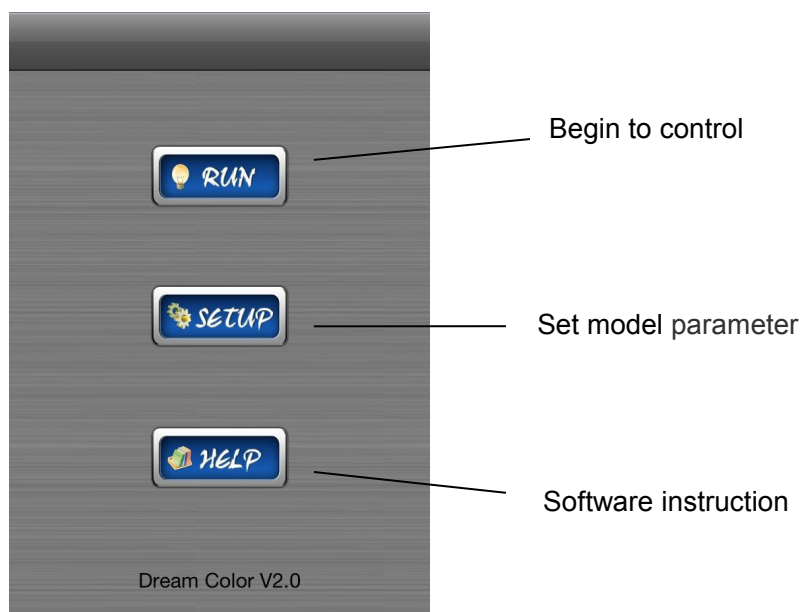 Begin to control
RUN
SETUP
Set model parameter
HELP
Software instruction
Dream Color V2.0